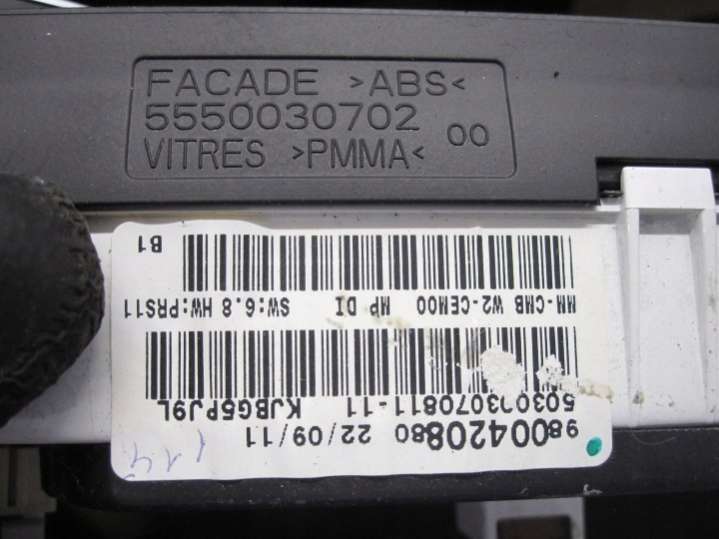 FACADE >ABS<
5550030702 00
VITRES >PMMA<
9800420880 22/09/11
503003070811-11 KJBG5PJ9L
MM-CMB W2-CEM00 MP DI SW:6.8 HW:PRS11
B1